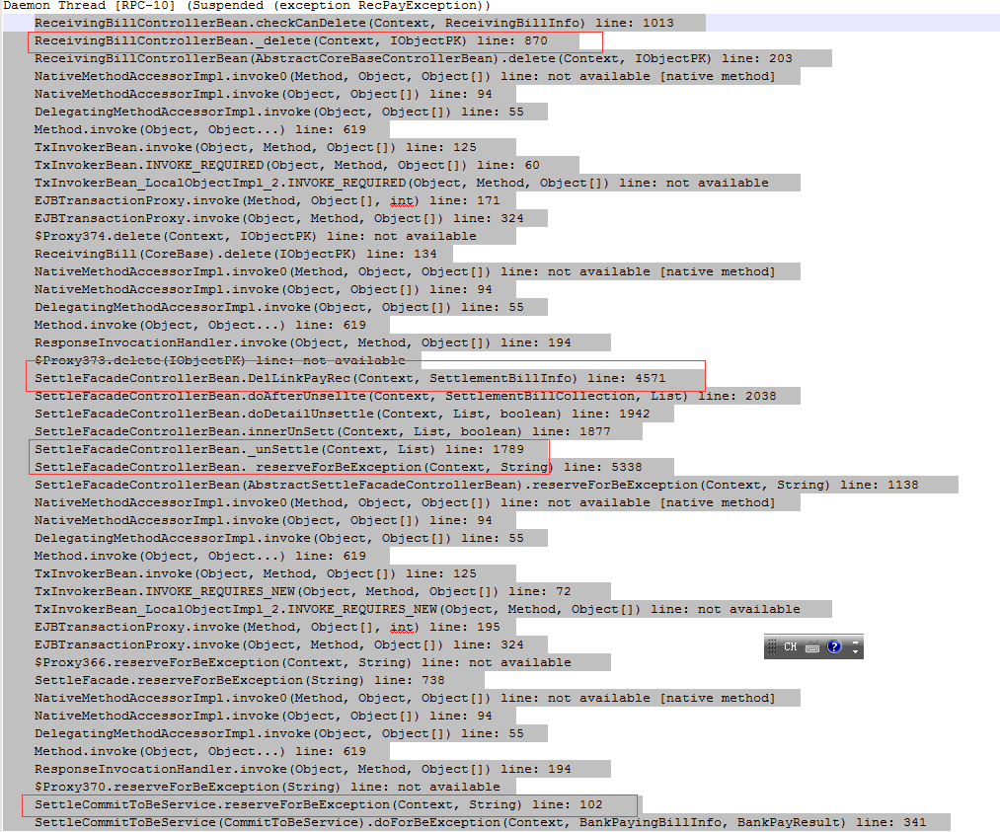 Daemon Thread [RPC-10] (Suspended (exception RecPayException))
ReceivingBillControllerBean.checkCanDelete(Context, ReceivingBillInfo) line: 1013
ReceivingBillControllerBean._delete(Context, IObjectPK) line: 870
ReceivingBillControllerBean(AbstractCoreBaseControllerBean).delete(Context, IObjectPK) line: 203
NativeMethodAccessorImpl.invoke0(Method, Object, Object[]) line: not available [native method]
NativeMethodAccessorImpl.invoke(Object, Object[]) line: 94
DelegatingMethodAccessorImpl.invoke(Object, Object[]) line: 55
Method.invoke(Object, Object...) line: 619
TxInvokerBean.invoke(Object, Method, Object[]) line: 125
TxInvokerBean.INVOKE_REQUIRED(Object, Method, Object[]) line: 60
TxInvokerBean_LocalObjectImpl_2.INVOKE_REQUIRED(Object, Method, Object[]) line: not available
EJBTransactionProxy.invoke(Method, Object[], int) line: 171
EJBTransactionProxy.invoke(Object, Method, Object[]) line: 324
$Proxy374.delete(Context, IObjectPK) line: not available
ReceivingBill(CoreBase).delete(IObjectPK) line: 134
NativeMethodAccessorImpl.invoke0(Method, Object, Object[]) line: not available [native method]
NativeMethodAccessorImpl.invoke(Object, Object[]) line: 94
DelegatingMethodAccessorImpl.invoke(Object, Object[]) line: 55
Method.invoke(Object, Object...) line: 619
ResponseInvocationHandler.invoke(Object, Method, Object[]) line: 194
$Proxy373.delete(IObjectPK) line: not available
SettleFacadeControllerBean.DelLinkPayRec(Context, SettlementBillInfo) line: 4571
SettleFacadeControllerBean.doAfterUnsellte(Context, SettlementBillCollection, List) line: 2038
SettleFacadeControllerBean.doDetailUnsettle(Context, List, boolean) line: 1942
SettleFacadeControllerBean.innerUnSett(Context, List, boolean) line: 1877
SettleFacadeControllerBean._unSettle(Context, List) line: 1789
SettleFacadeControllerBean._reserveForBeException(Context, String) line: 5338
SettleFacadeControllerBean(AbstractSettleFacadeControllerBean).reserveForBeException(Context, String) line: 1138
NativeMethodAccessorImpl.invoke0(Method, Object, Object[]) line: not available [native method]
NativeMethodAccessorImpl.invoke(Object, Object[]) line: 94
DelegatingMethodAccessorImpl.invoke(Object, Object[]) line: 55
Method.invoke(Object, Object...) line: 619
TxInvokerBean.invoke(Object, Method, Object[]) line: 125
TxInvokerBean.INVOKE_REQUIRES_NEW(Object, Method, Object[]) line: 72
TxInvokerBean_LocalObjectImpl_2.INVOKE_REQUIRES_NEW(Object, Method, Object[]) line: not available
EJBTransactionProxy.invoke(Method, Object[], int) line: 195
EJBTransactionProxy.invoke(Object, Method, Object[]) line: 324
$Proxy366.reserveForBeException(Context, String) line: not available
CH
SettleFacade.reserveForBeException(String) line: 738
NativeMethodAccessorImpl.invoke0(Method, Object, Object[]) line: not available [native method]
NativeMethodAccessorImpl.invoke(Object, Object[]) line: 94
DelegatingMethodAccessorImpl.invoke(Object, Object[]) line: 55
Method.invoke(Object, Object...) line: 619
ResponseInvocationHandler.invoke(Object, Method, Object[]) line: 194
$Proxy370.reserveForBeException(String) line: not available
SettleCommitToBeService.reserveForBeException(Context, String) line: 102
SettleCommitToBeService(CommitToBeService).doForBeException(Context, BankPayingBillInfo, BankPayResult) line: 341